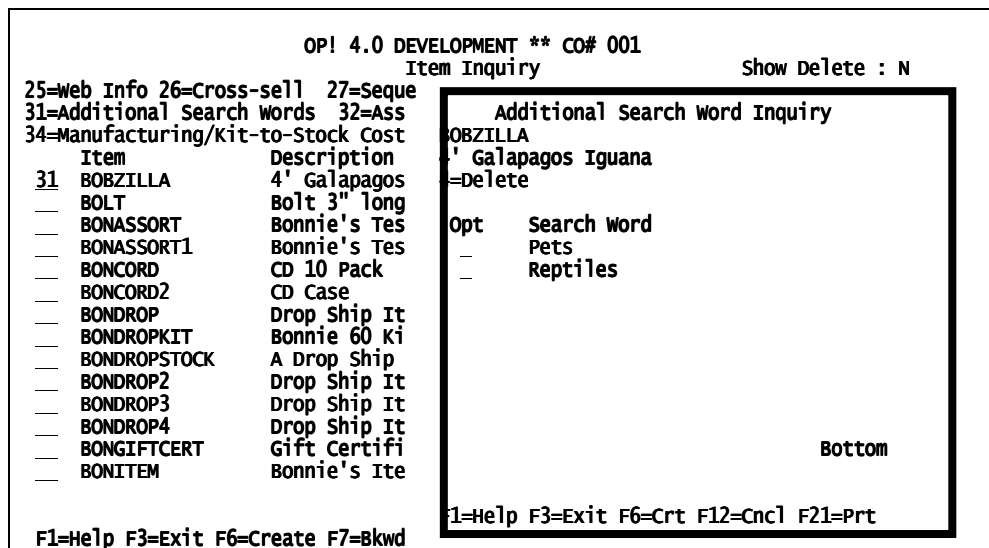 OP! 4.0 DEVELOPMENT ** CO# 001
Item Inquiry Show Delete : N
25=Web Info 26=Cross-sell 27=Seque
31=Additional Search Words 32=Ass
34=Manufacturing/Kit-to-Stock Cost
Item Description
31 BOBZILLA 4' Galapagos
BOLT Bolt 3" long
BONASSORT Bonnie's Tes
BONASSORT1 Bonnie's Tes
BONCORD CD 10 Pack
BONCORD2 CD Case
BONDROP Drop Ship It
BONDROPKIT Bonnie 60 Ki
BONDROPSTOCK A Drop Ship
BONDROP2 Drop Ship It
BONDROP3 Drop Ship It
BONDROP4 Drop Ship It
BONGIFTCERT Gift Certifi
BONITEM Bonnie's Ite
F1=Help F3=Exit F6=Create F7=Bkwd
Additional Search Word Inquiry
BOBZILLA
4' Galapagos Iguana
4=Delete
Opt Search Word
_ Pets
_ Reptiles
Bottom
F1=Help F3=Exit F6=Crt F12=Cncl F21=Prt